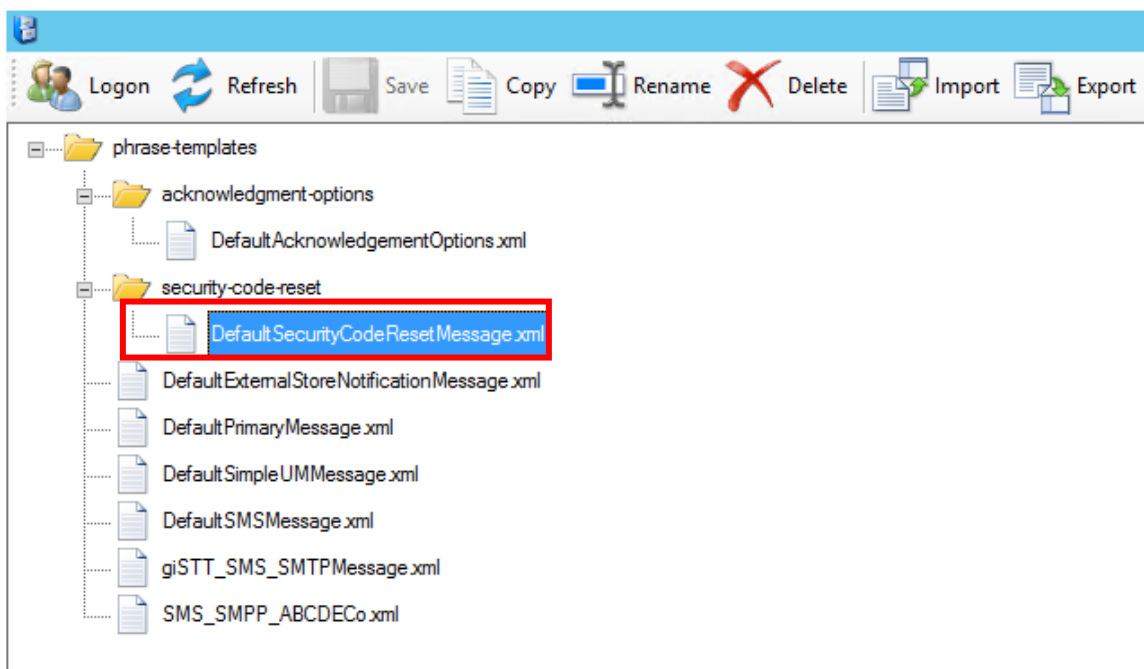 Logon Refresh Save Copy Rename Delete Import Export
phrase-templates
acknowledgment-options
DefaultAcknowledgementOptions.xml
security-code-reset
DefaultSecurityCodeResetMessage.xml
DefaultExternalStoreNotificationMessage.xml
DefaultPrimaryMessage.xml
DefaultSimpleUMMessage.xml
DefaultSMSMessage.xml
giSTT_SMS_SMTPMessage.xml
SMS_SMPP_ABCDECo.xml